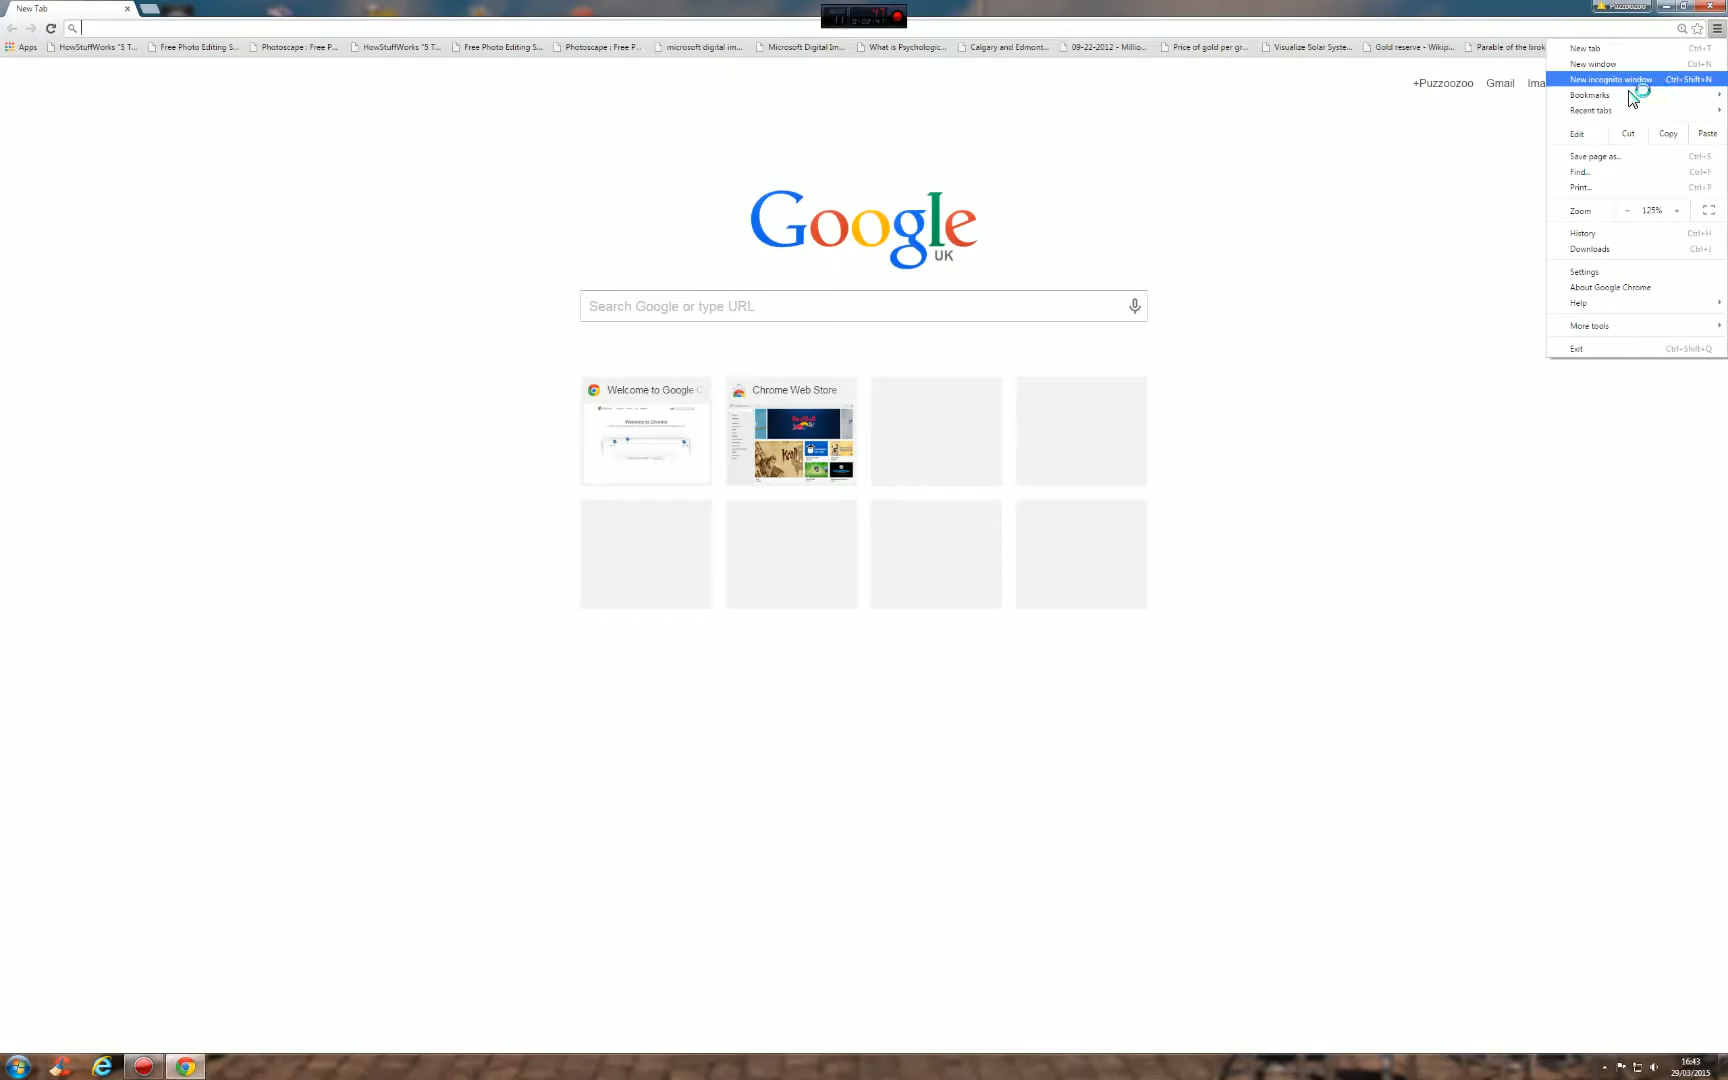 New Tab
Puzzoozoo
Apps HowStuffWorks "5 T... Free Photo Editing S... Photoscape : Free P... HowStuffWorks "5 T... Free Photo Editing S... Photoscape : Free P... microsoft digital im... Microsoft Digital Im... What is Psychologic... Calgary and Edmont... 09-22-2012 - Millio... Price of gold per gr... Visualize Solar Syste... Gold reserve - Wikip... Parable of the brok
New tab Ctrl+T
New window Ctrl+N
New incognito window Ctrl+Shift+N
Bookmarks
Recent tabs
Edit Cut Copy Paste
Save page as... Ctrl+S
Find... Ctrl+F
Print... Ctrl+P
Zoom - 125% +
History Ctrl+H
Downloads Ctrl+J
Settings
About Google Chrome
Help
More tools
Exit Ctrl+Shift+Q
+Puzzoozoo Gmail Ima
Google
UK
Search Google or type URL
Welcome to Google C
Welcome to Chrome
Chrome Web Store
16:43
29/03/2015